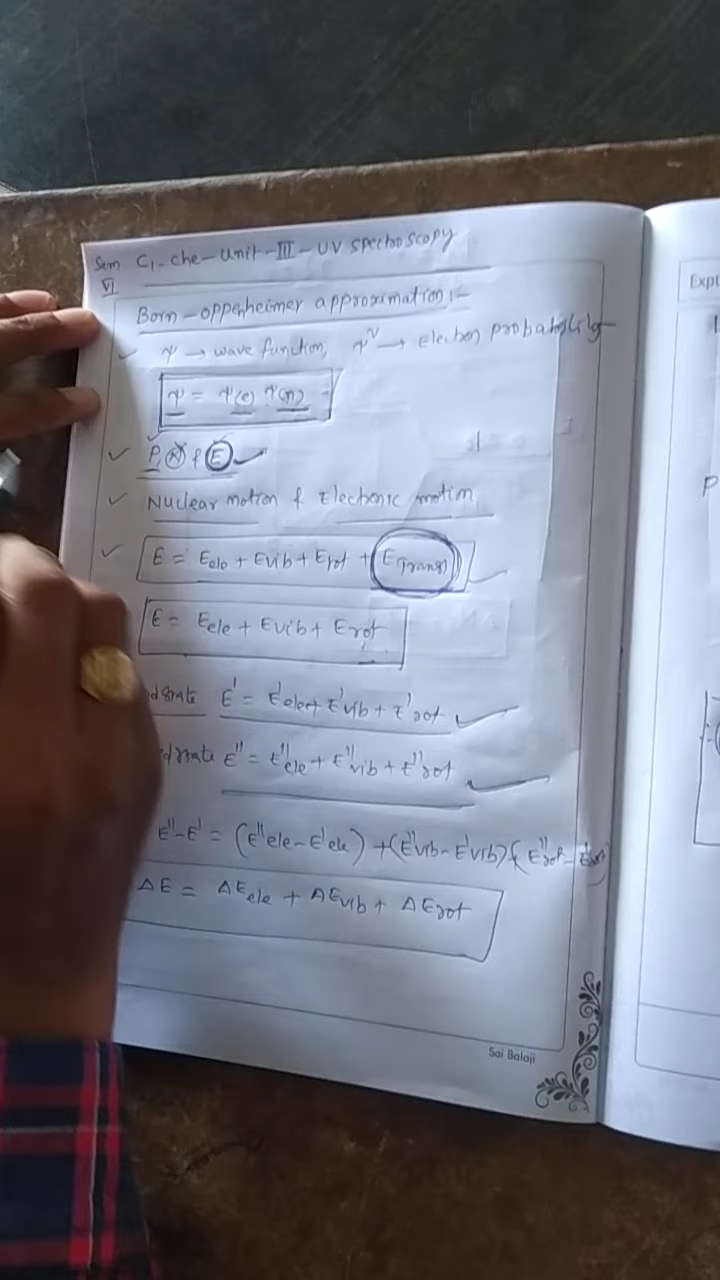 Sem C1-che-Unit-III-UV spectroscopy
VI
Born-oppenheimer approximation:-
ψ → wave function, ψ² → Electron probability
ψ = ψ(e) ψ(n)
P, N & E
Nuclear motion & Electronic motion
E = Eele + Evib + Erot + ETrans
E = Eele + Evib + Erot
E' = E'ele + E'vib + E'rot
E'' = E''ele + E''vib + E''rot
E''-E' = (E''ele-E'ele) + (E''vib-E'vib) + (E''rot-E'rot)
ΔE = ΔEele + ΔEvib + ΔErot
Sai Balaji
Expt
P